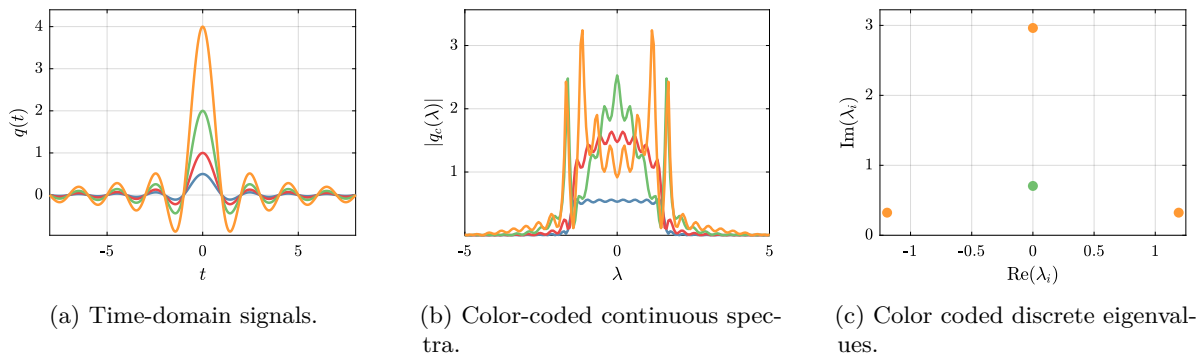 4
3
2
1
0
-5
0
5
t
q(t)
3
2
1
-5
0
5
λ
|q_c(λ)|
3
2
1
0
-1
-0.5
0
0.5
1
Re(λ_i)
Im(λ_i)
(a) Time-domain signals.
(b) Color-coded continuous spec-
tra.
(c) Color coded discrete eigenval-
ues.